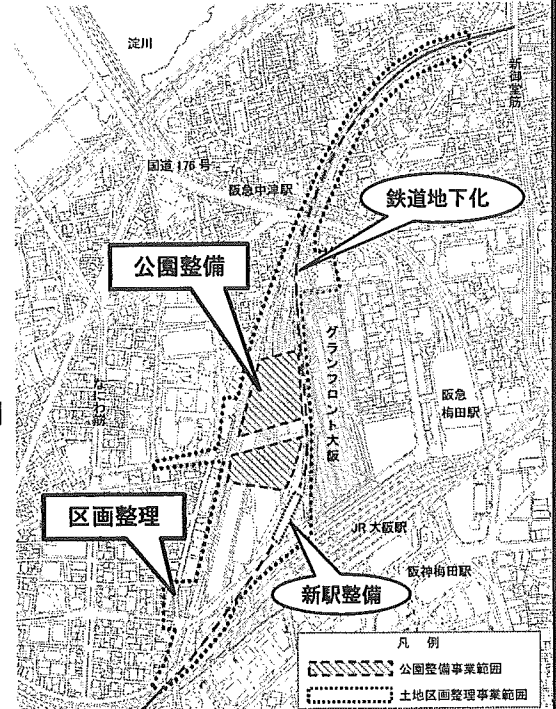 淀川
新御堂筋
国道176号
阪急中津駅
鉄道地下化
公園整備
グランフロント大阪
なにわ筋
阪急
梅田駅
区画整理
JR大阪駅
阪神梅田駅
新駅整備
凡 例
公園整備事業範囲
土地区画整理事業範囲